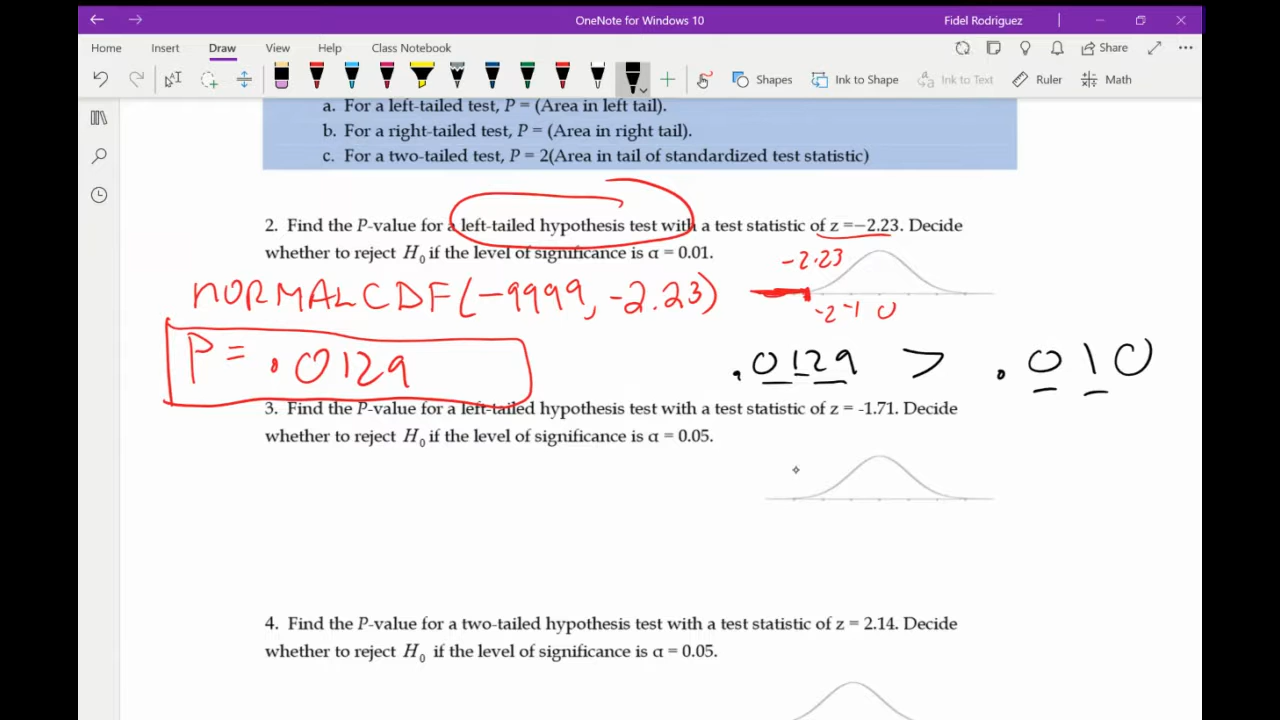 OneNote for Windows 10
Fidel Rodriguez
Home Insert Draw View Help Class Notebook Share
Shapes Ink to Shape Ink to Text Ruler Math
a. For a left-tailed test, P = (Area in left tail).
b. For a right-tailed test, P = (Area in right tail).
c. For a two-tailed test, P = 2(Area in tail of standardized test statistic)
2. Find the P-value for a left-tailed hypothesis test with a test statistic of z =−2.23. Decide
whether to reject H₀ if the level of significance is α = 0.01.
-2.23
NORMALCDF(-9999, -2.23)
-2 -1 0
P = .0129
.0129 > .010
3. Find the P-value for a left-tailed hypothesis test with a test statistic of z = -1.71. Decide
whether to reject H₀ if the level of significance is α = 0.05.
4. Find the P-value for a two-tailed hypothesis test with a test statistic of z = 2.14. Decide
whether to reject H₀ if the level of significance is α = 0.05.